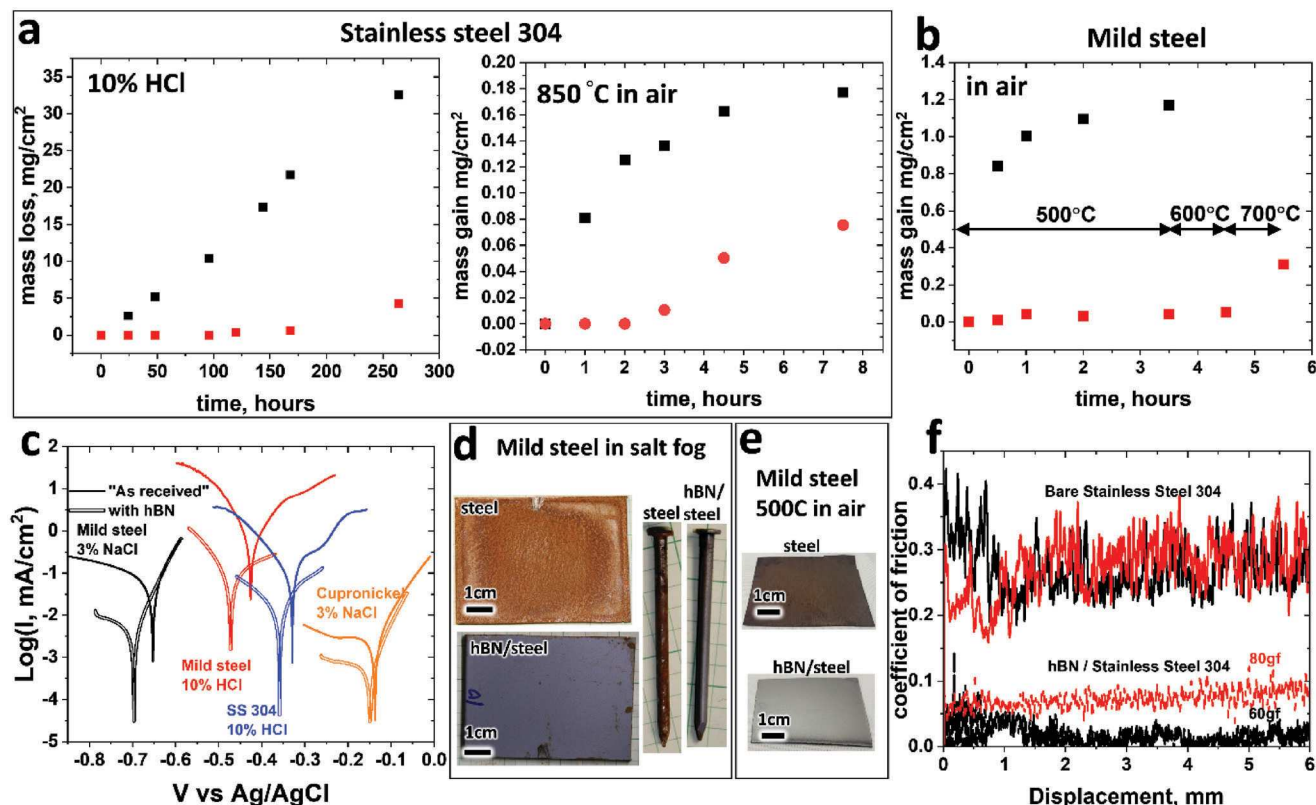 a
Stainless steel 304
10% HCl
mass loss, mg/cm²
35
30
25
20
15
10
5
0
0 50 100 150 200 250 300
time, hours
850 °C in air
mass gain mg/cm²
0.20
0.18
0.16
0.14
0.12
0.10
0.08
0.06
0.04
0.02
0.00
-0.02
0 1 2 3 4 5 6 7 8
time, hours
b
Mild steel
in air
mass gain mg/cm²
1.4
1.2
1.0
0.8
0.6
0.4
0.2
0.0
500°C
600°C
700°C
0 1 2 3 4 5 6
time, hours
c
Log(I, mA/cm²)
2
1
0
-1
-2
-3
-4
-5
"As received"
with hBN
Mild steel
3% NaCl
Mild steel
10% HCl
SS 304
10% HCl
Cupronickel
3% NaCl
-0.8 -0.7 -0.6 -0.5 -0.4 -0.3 -0.2 -0.1 0.0
V vs Ag/AgCl
d
Mild steel in salt fog
steel
1cm
hBN/steel
1cm
steel
hBN/
steel
e
Mild steel
500C in air
steel
1cm
hBN/steel
1cm
f
coefficient of friction
0.4
0.3
0.2
0.1
0.0
Bare Stainless Steel 304
80gf
hBN / Stainless Steel 304
60gf
0 1 2 3 4 5 6
Displacement, mm